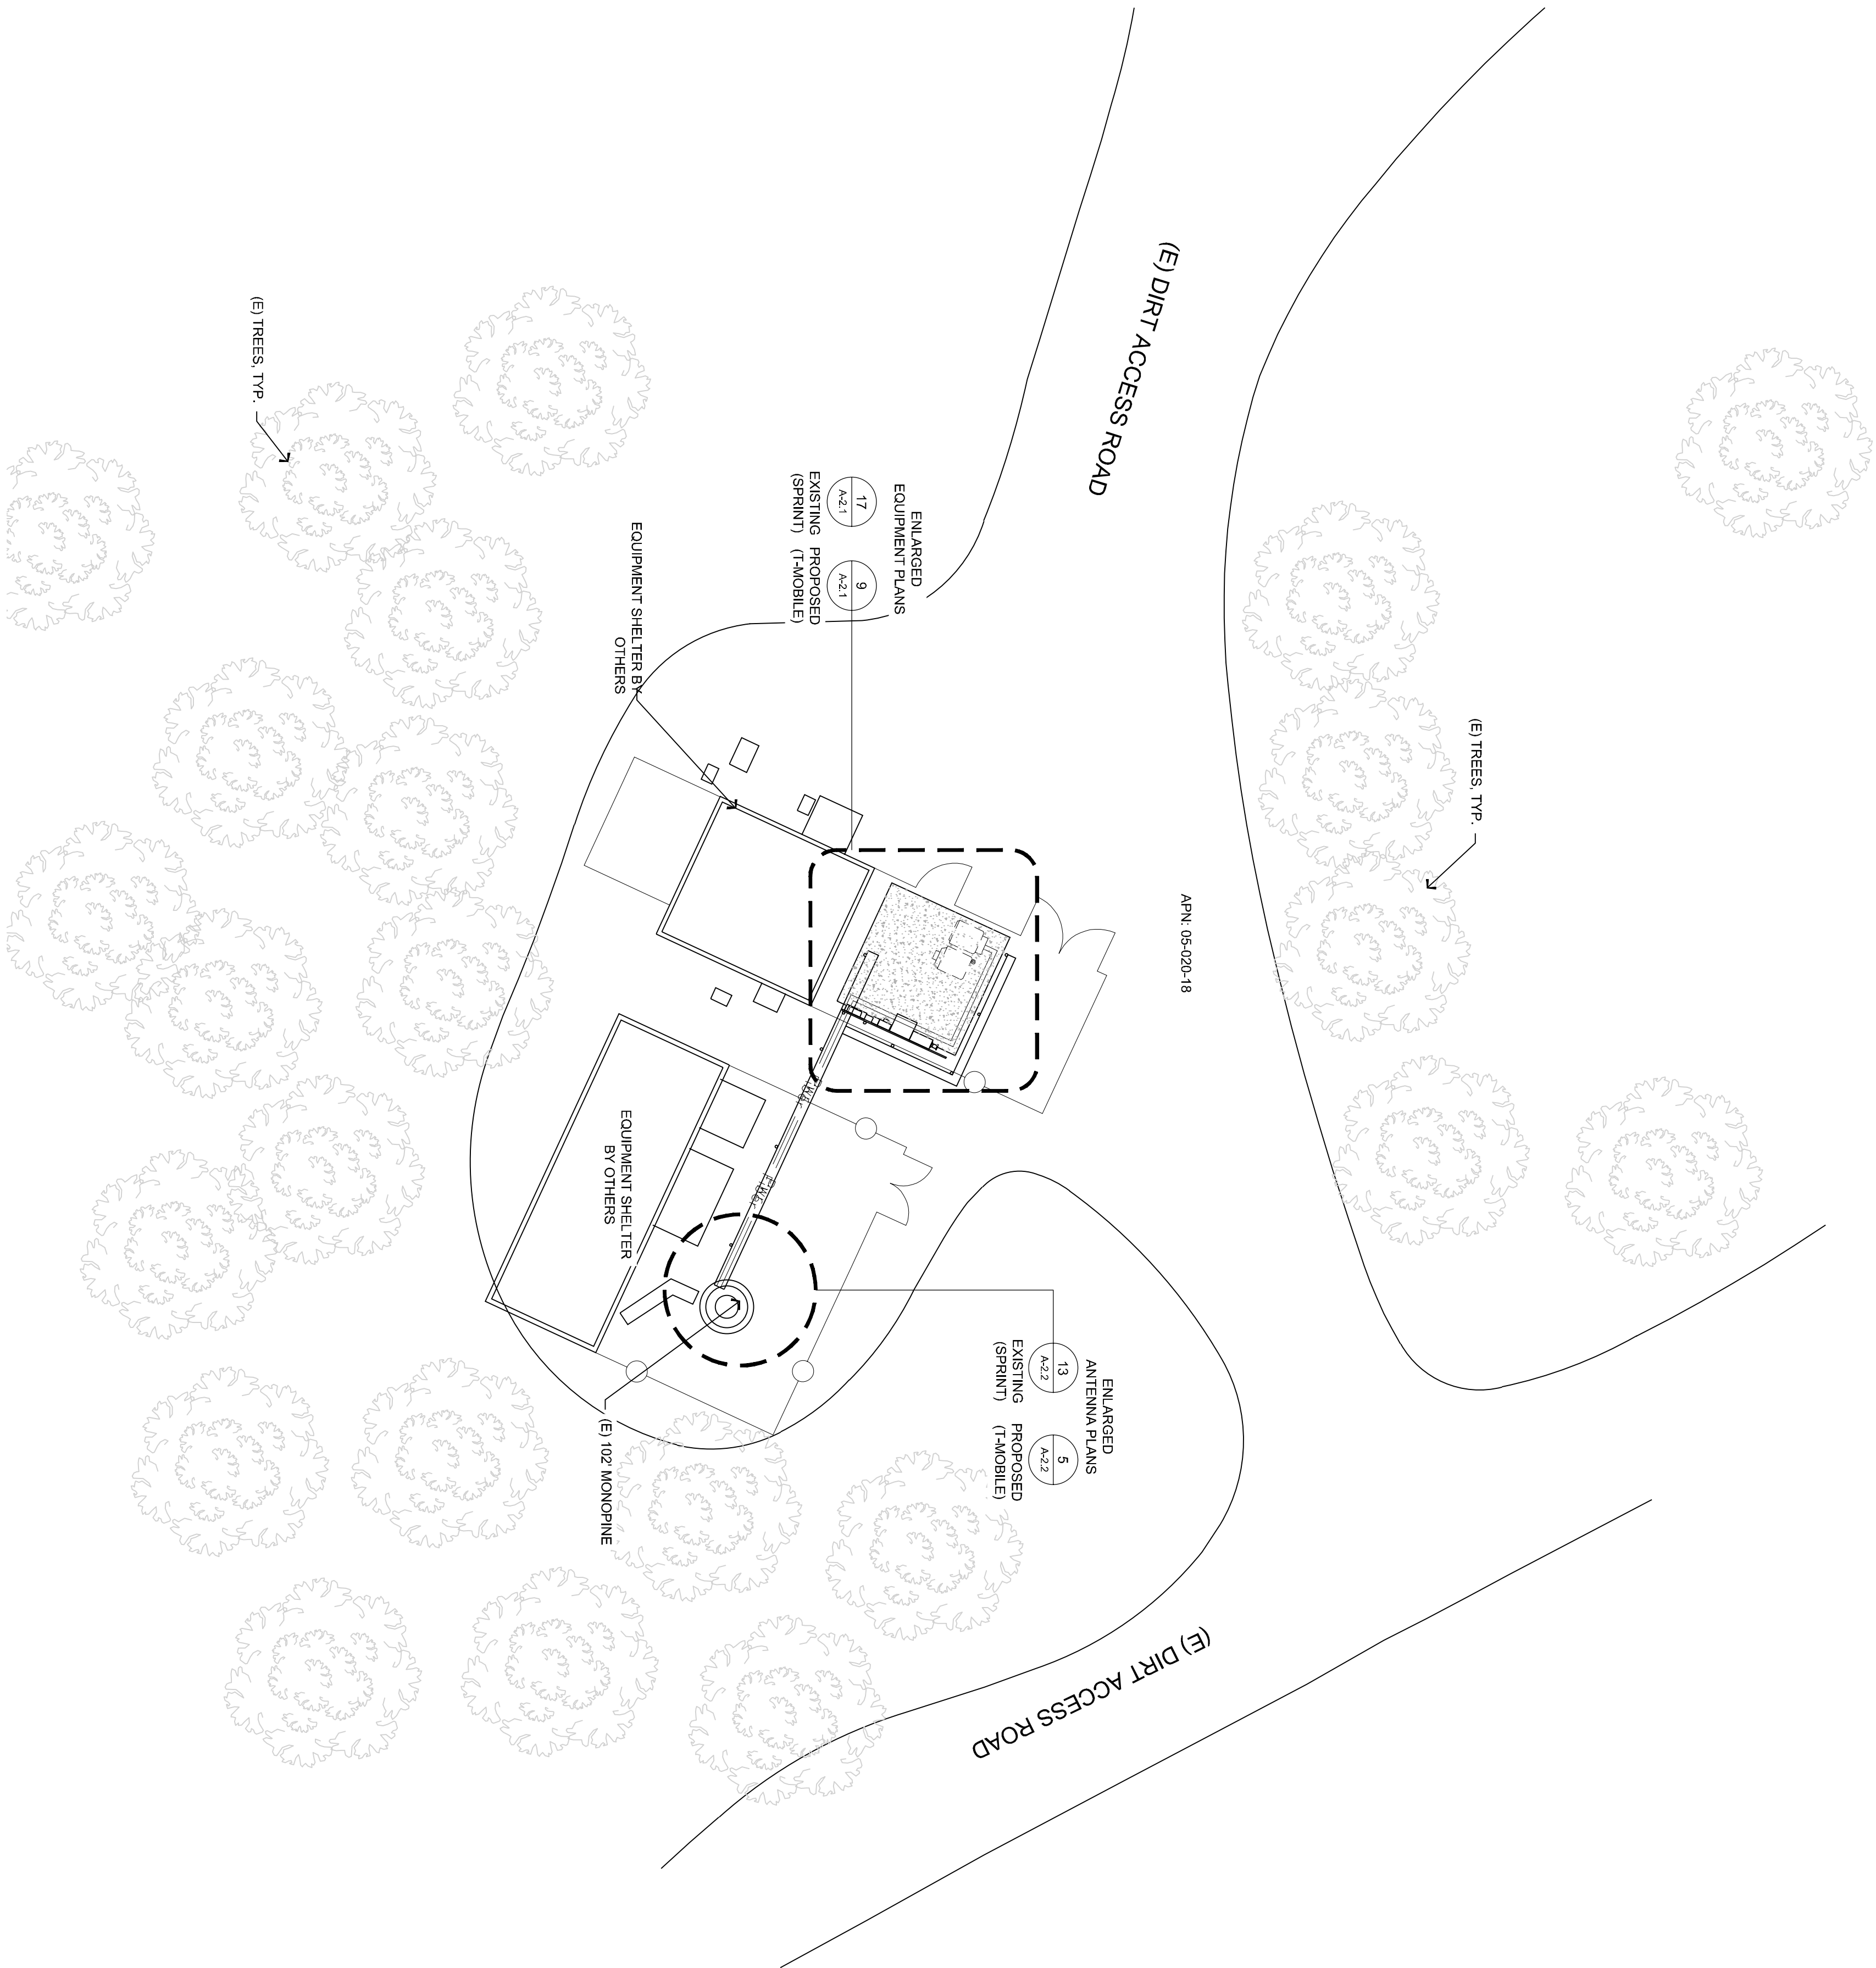 (E) DIRT ACCESS ROAD
(E) TREES, TYP.
(E) TREES, TYP.
APN: 05-020-18
ENLARGED
EQUIPMENT PLANS
17
A-2.1
EXISTING
(SPRINT)
9
A-2.1
PROPOSED
(T-MOBILE)
EQUIPMENT SHELTER BY
OTHERS
EQUIPMENT SHELTER
BY OTHERS
ENLARGED
ANTENNA PLANS
13
A-2.2
EXISTING
(SPRINT)
5
A-2.2
PROPOSED
(T-MOBILE)
(E) 102' MONOPINE
(E) DIRT ACCESS ROAD